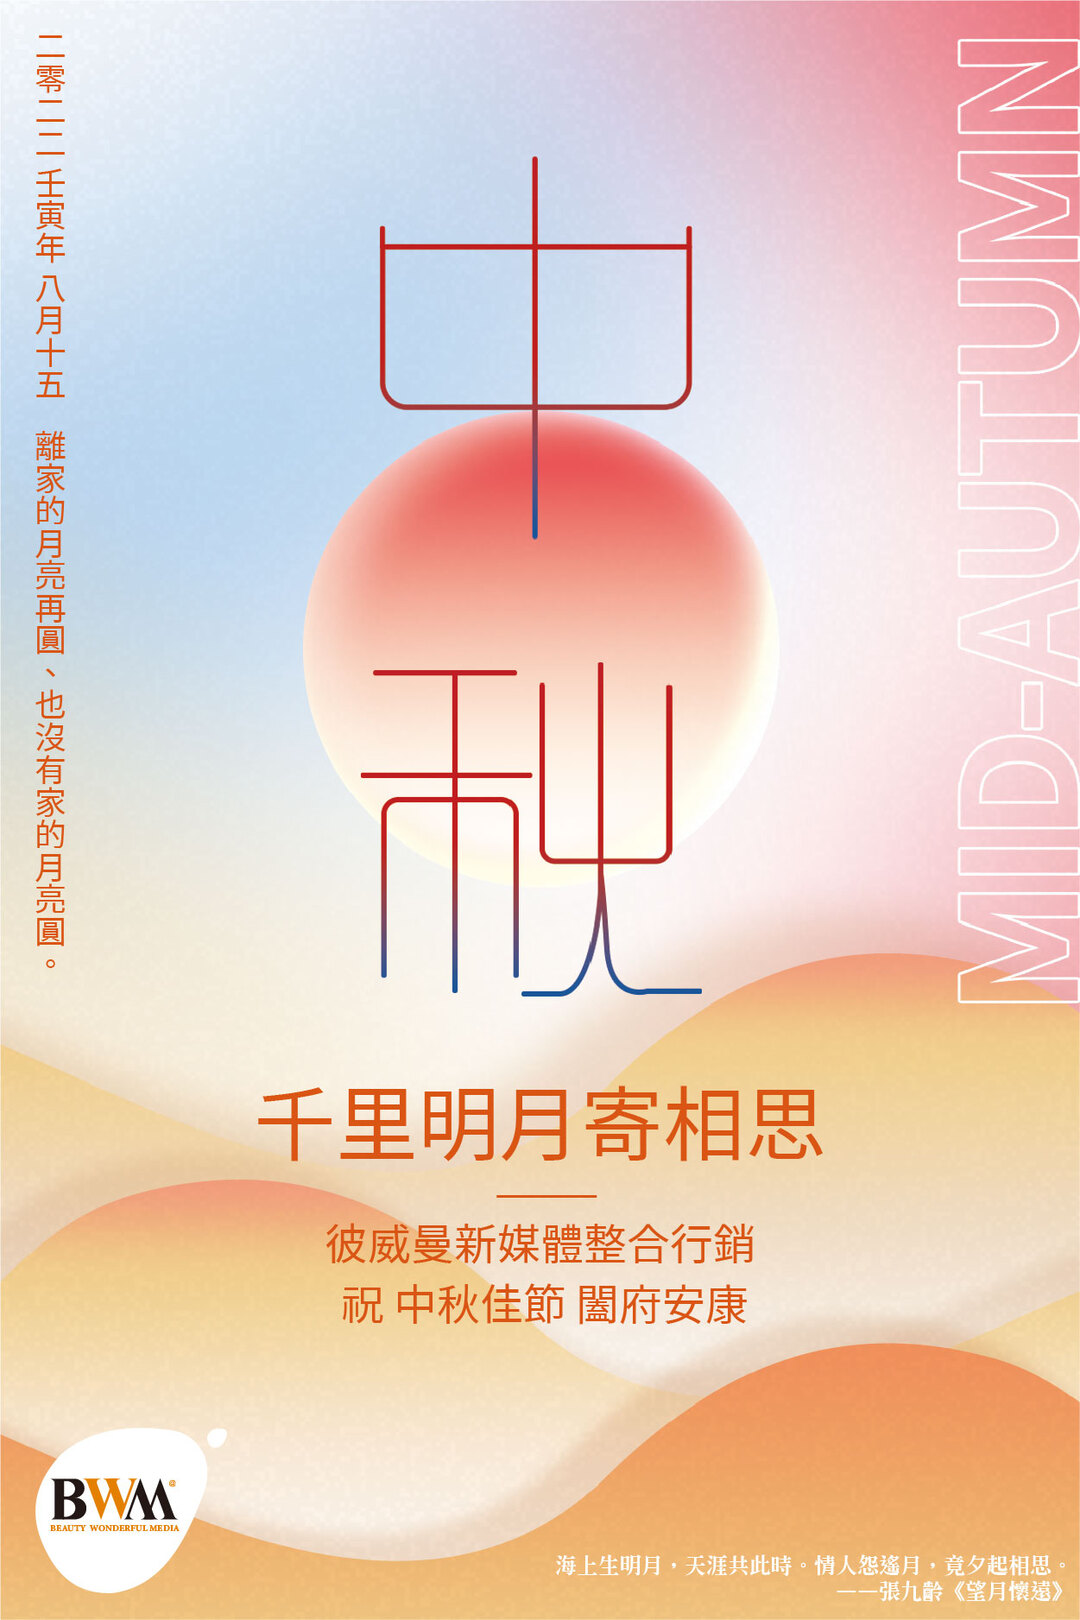 二零二二壬寅年 八月十五 離家的月亮再圓、也沒有家的月亮圓。
MID-AUTUMN
中秋
千里明月寄相思
彼威曼新媒體整合行銷
祝 中秋佳節 闔府安康
BWM®
BEAUTY WONDERFUL MEDIA
海上生明月，天涯共此時。情人怨遙月，竟夕起相思。
——張九齡《望月懷遠》